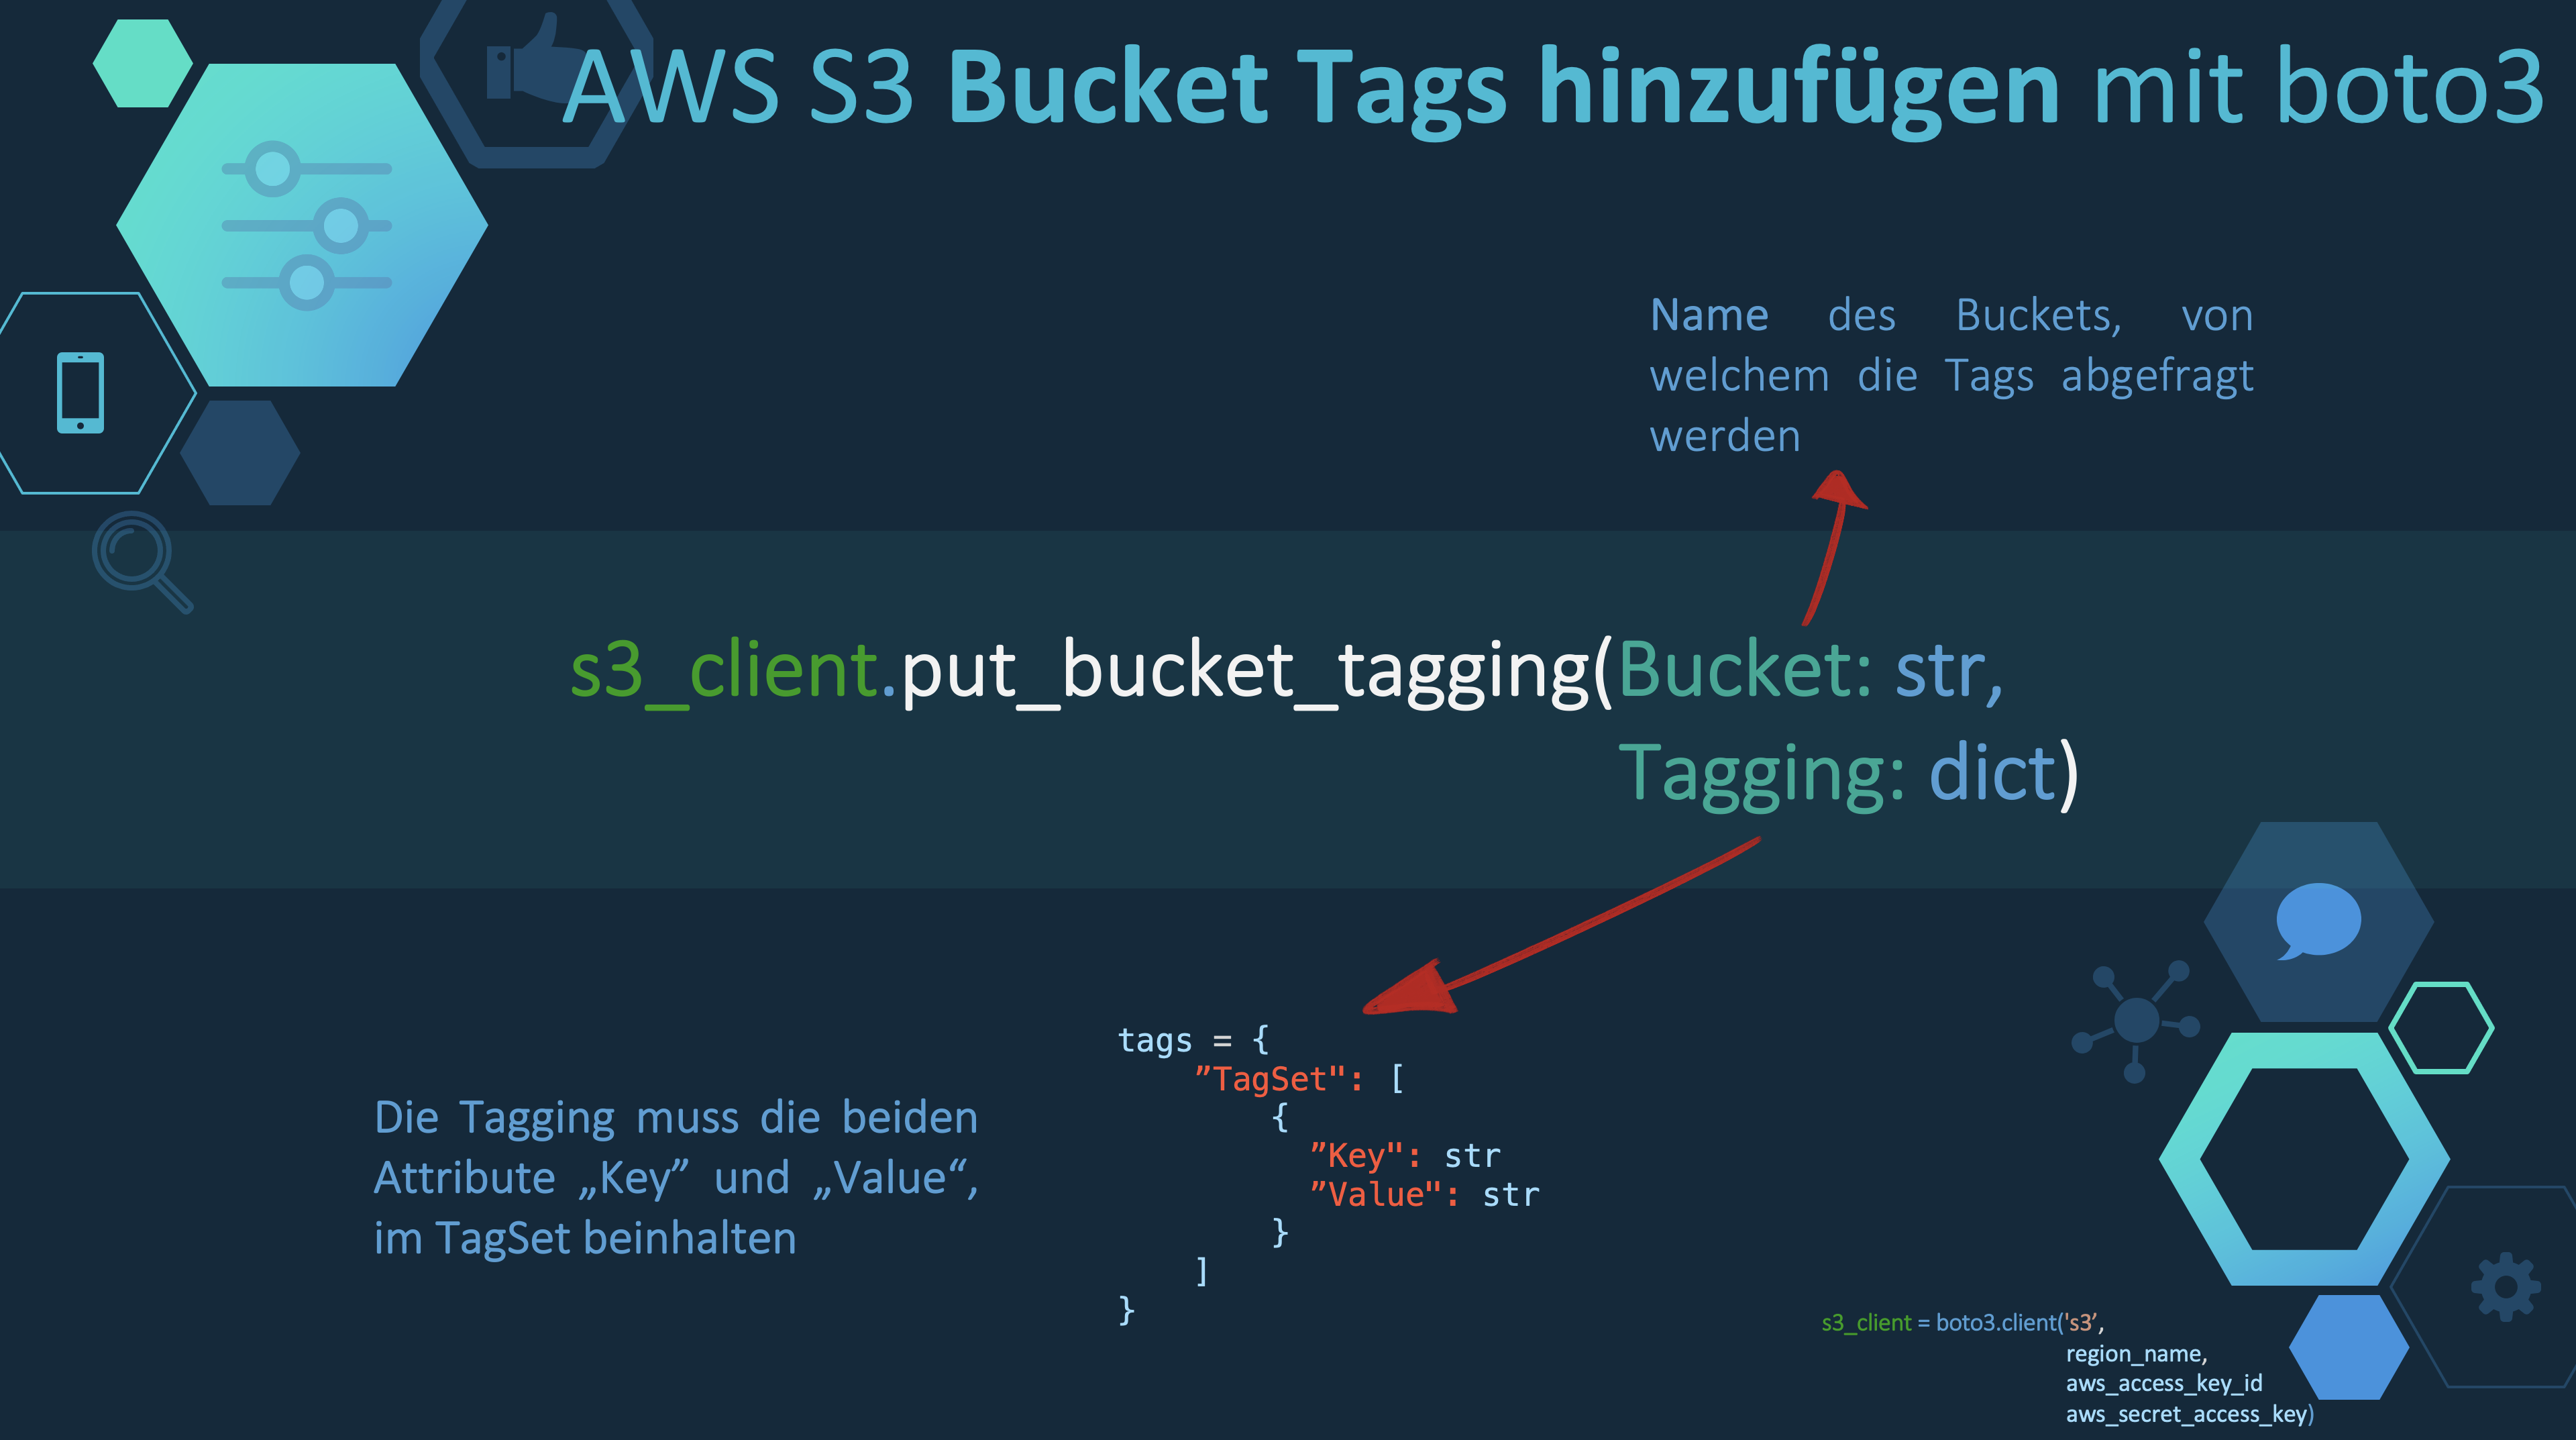 AWS S3 Bucket Tags hinzufügen mit boto3
Name des Buckets, von
welchem die Tags abgefragt
werden
s3_client.put_bucket_tagging(Bucket: str,
Tagging: dict)
tags = {
”TagSet": [
{
”Key": str
”Value": str
}
]
}
Die Tagging muss die beiden
Attribute „Key” und „Value“,
im TagSet beinhalten
s3_client = boto3.client('s3’,
region_name,
aws_access_key_id
aws_secret_access_key)